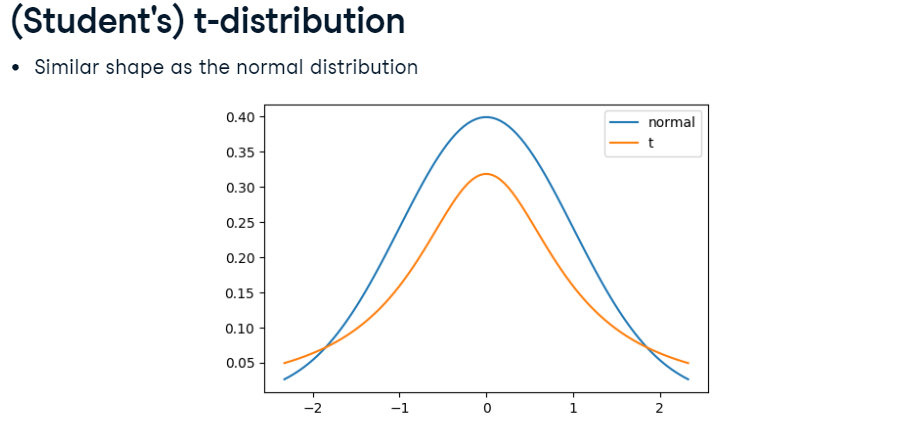 (Student's) t-distribution
• Similar shape as the normal distribution
0.40
0.35
0.30
0.25
0.20
0.15
0.10
0.05
normal
t
−2 −1 0 1 2